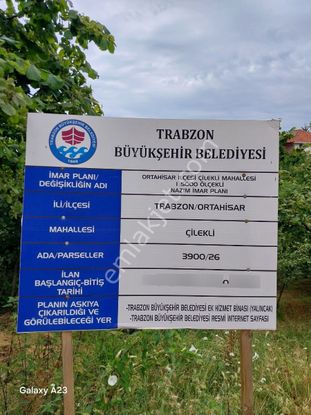 TRABZON
BÜYÜKŞEHİR BELEDİYESİ
İMAR PLANI/
DEĞİŞİKLİĞİN ADI
ORTAHİSAR İLÇESİ ÇİLEKLİ MAHALLESİ
1/5000 ÖLÇEKLİ
NAZIM İMAR PLANI
İLİ/İLÇESİ
TRABZON/ORTAHİSAR
MAHALLESİ
ÇİLEKLİ
ADA/PARSELLER
3900/26
İLAN
BAŞLANGIÇ-BİTİŞ
TARİHİ
PLANIN ASKIYA
ÇIKARILDIĞI VE
GÖRÜLEBİLECEĞİ YER
-TRABZON BÜYÜKŞEHİR BELEDİYESİ EK HİZMET BİNASI (YALINCAK)
-TRABZON BÜYÜKŞEHİR BELEDİYESİ RESMİ İNTERNET SAYFASI
emlakjet.com
Galaxy A23